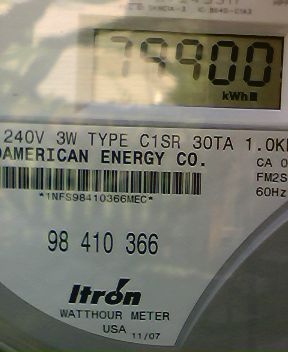 79900
kWh
240V 3W TYPE C1SR 30TA 1.0K
AMERICAN ENERGY CO.
CA 0
FM2S
60Hz
*1NFS98410366MEC*
98 410 366
Itrón
WATTHOUR METER
USA 11/07